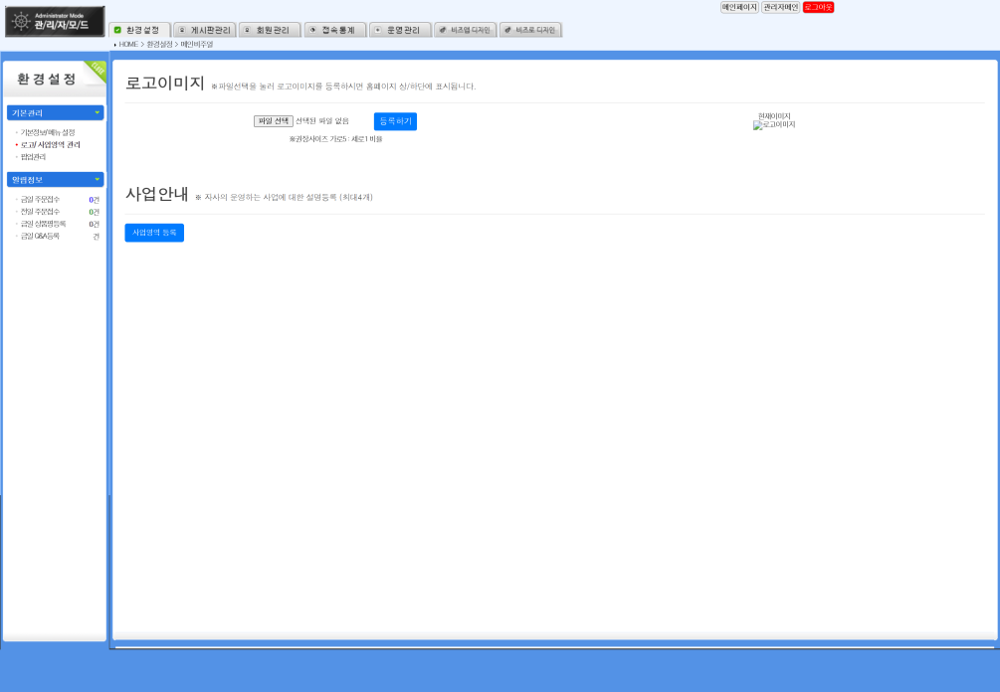 메인페이지 관리자메인 로그아웃
Administrator Mode
관/리/자/모/드
환경설정 게시판관리 회원관리 접속통계 운영관리 비즈웹 디자인 비즈로 디자인
HOME > 환경설정 > 메인비주얼
환경설정
기본관리
기본정보/메뉴 설정
로고/ 사업영역 관리
팝업관리
알림정보
금일 주문접수 0건
전일 주문접수 0건
금일 상품평등록 0건
금일 Q&A등록 건
로고이미지 ※파일선택을 눌러 로고이미지를 등록하시면 홈페이지 상/하단에 표시됩니다.
파일 선택 선택된 파일 없음 등록하기
※권장사이즈 가로5 : 세로1 비율
현재이미지
로고이미지
사업안내 ※ 자사의 운영하는 사업에 대한 설명등록 (최대4개)
사업영역 등록